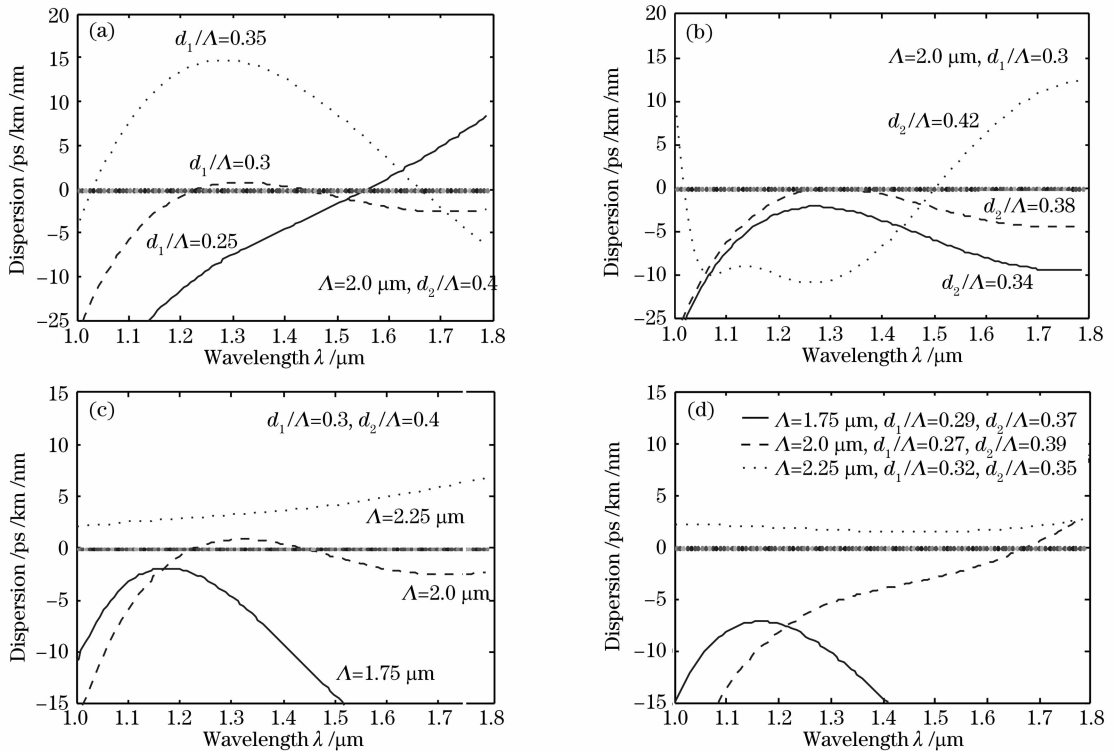 (a)
20
15
10
5
0
−5
−10
−25
d1/Λ=0.35
d1/Λ=0.3
d1/Λ=0.25
Λ=2.0 μm, d2/Λ=0.4
Dispersion /ps /km /nm
1.0 1.1 1.2 1.3 1.4 1.5 1.6 1.7 1.8
Wavelength λ /μm
(b)
20
15
10
5
0
−5
−10
−25
Λ=2.0 μm, d1/Λ=0.3
d2/Λ=0.42
d2/Λ=0.38
d2/Λ=0.34
Dispersion /ps /km /nm
1.0 1.1 1.2 1.3 1.4 1.5 1.6 1.7 1.8
Wavelength λ /μm
(c)
15
10
5
0
−5
−10
−15
d1/Λ=0.3, d2/Λ=0.4
Λ=2.25 μm
Λ=2.0 μm
Λ=1.75 μm
Dispersion /ps /km /nm
1.0 1.1 1.2 1.3 1.4 1.5 1.6 1.7 1.8
Wavelength λ /μm
(d)
15
10
5
0
−5
−10
−15
Λ=1.75 μm, d1/Λ=0.29, d2/Λ=0.37
Λ=2.0 μm, d1/Λ=0.27, d2/Λ=0.39
Λ=2.25 μm, d1/Λ=0.32, d2/Λ=0.35
Dispersion /ps /km /nm
1.0 1.1 1.2 1.3 1.4 1.5 1.6 1.7 1.8
Wavelength λ /μm